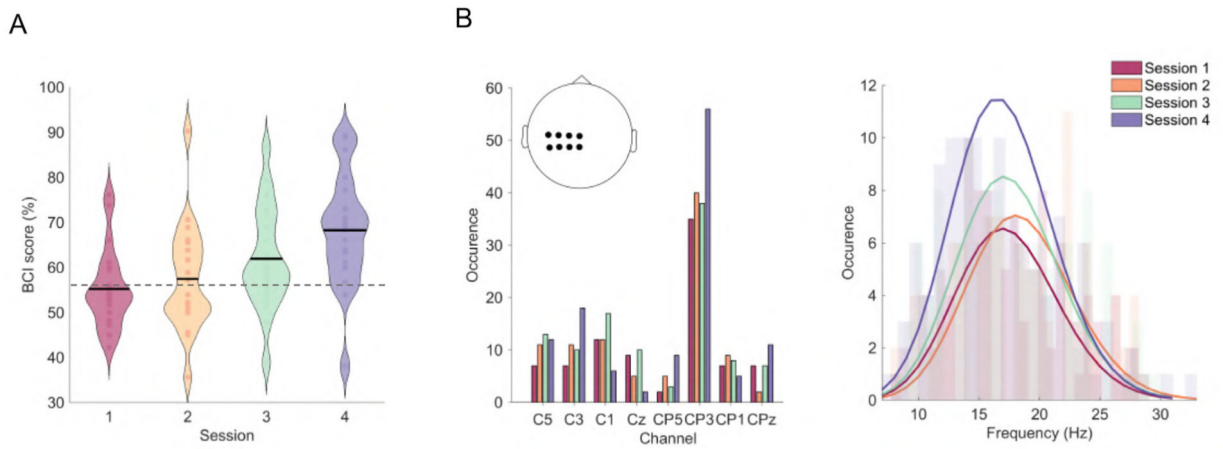 A
B
BCI score (%)
100
90
80
70
60
50
40
30
1 2 3 4
Session
Occurence
60
50
40
30
20
10
0
C5 C3 C1 Cz CP5 CP3 CP1 CPz
Channel
Session 1
Session 2
Session 3
Session 4
Occurence
12
10
8
6
4
2
0
10 15 20 25 30
Frequency (Hz)